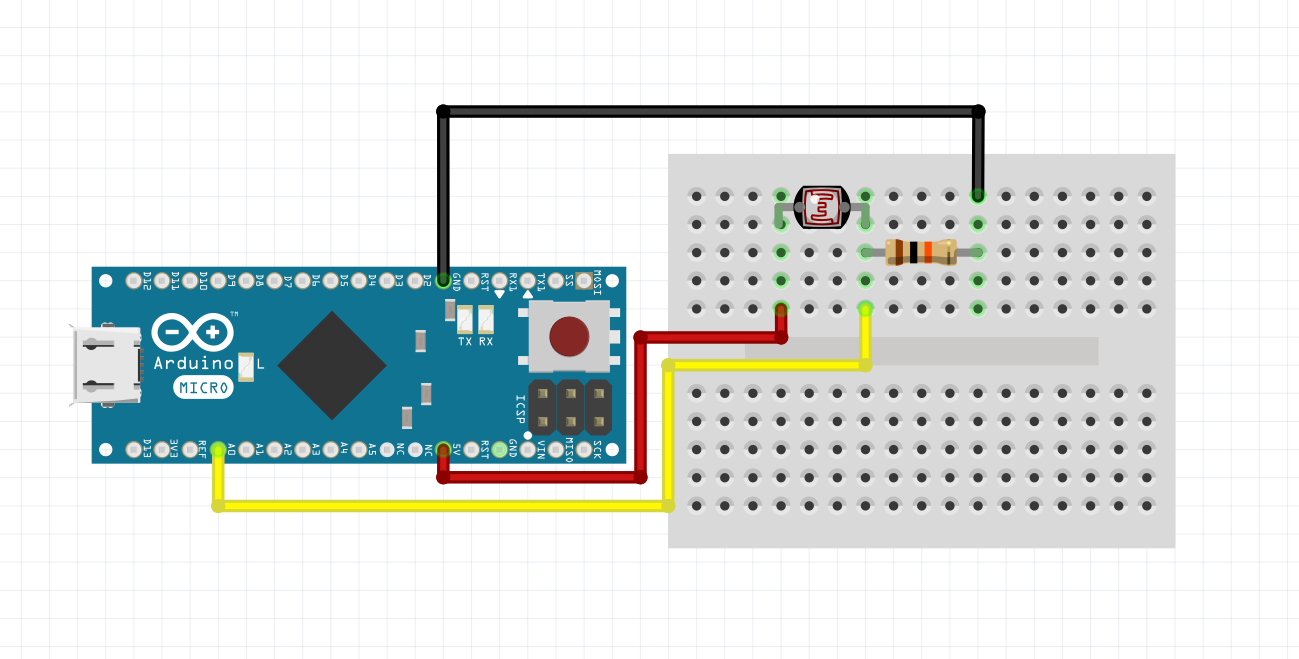 D12 D11 D10 D9 D8 D7 D6 D5 D4 D3 D2 GND RST RX1 TX1 SS MOSI
TX RX
™
Arduino L
MICRO
ICSP
D13 3V3 REF A0 A1 A2 A3 A4 A5 NC NC 5V RST GND VIN MISO SCK